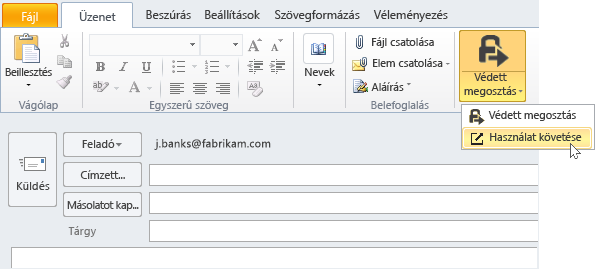 Fájl Üzenet Beszúrás Beállítások Szövegformázás Véleményezés
Beillesztés
Vágólap
B I U
A
Egyszerű szöveg
Nevek
Fájl csatolása
Elem csatolása
Aláírás
Belefoglalás
Védett
megosztás
Védett megosztás
Használat követése
Küldés
Feladó j.banks@fabrikam.com
Címzett...
Másolatot kap...
Tárgy